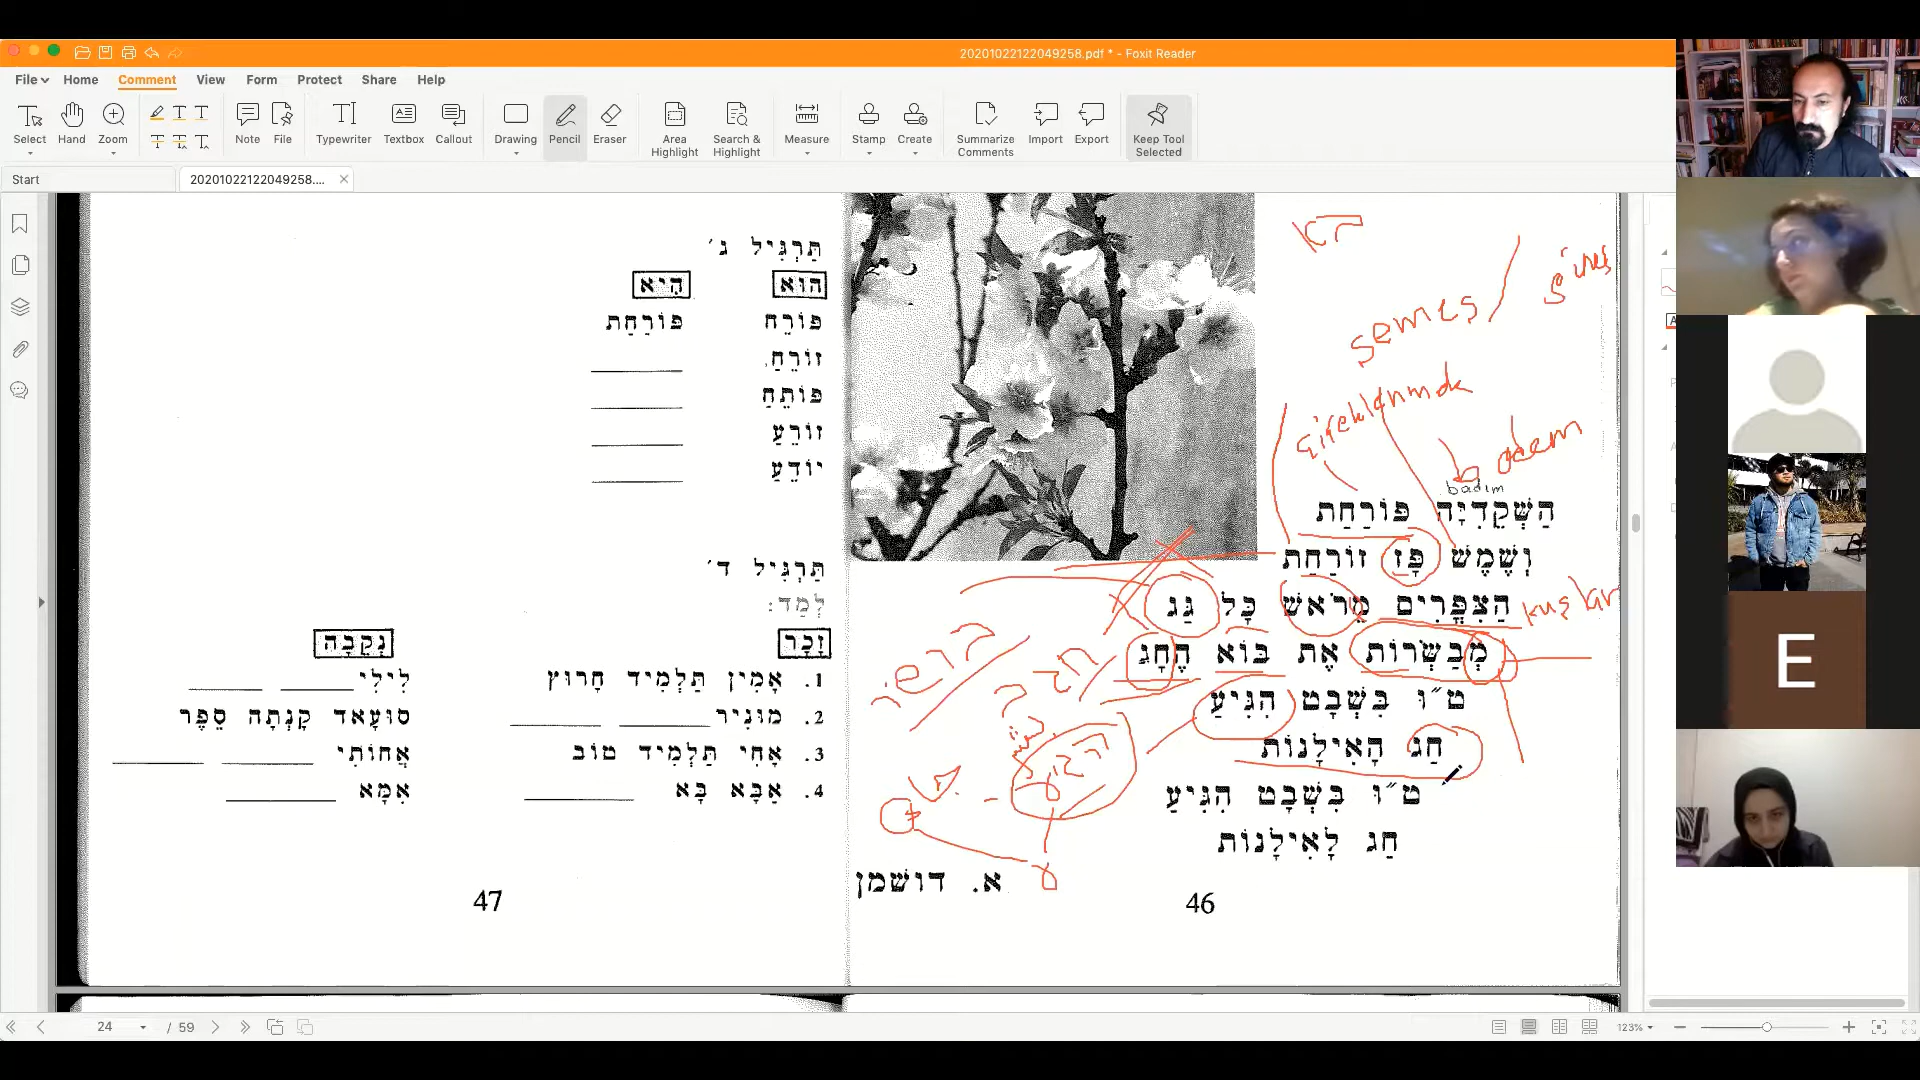 20201022122049258.pdf * - Foxit Reader
File Home Comment View Form Protect Share Help
Select Hand Zoom Note File Typewriter Textbox Callout Drawing Pencil Eraser Area Highlight Search & Highlight Measure Stamp Create Summarize Comments Import Export Keep Tool Selected
Start 20201022122049258....
semes /
badem
badım
הַשְּׁקֵדִיָּה פּוֹרַחַת
וְשֶׁמֶשׁ פָּז זוֹרַחַת
הַצִּפֳּרִים מֵרֹאשׁ כָּל גַּג
kuşlar
מְבַשְּׂרוֹת אֶת בּוֹא הֶחָג
ט״וּ בִּשְׁבָט הִגִּיעַ
חַג הָאִילָנוֹת
ט״וּ בִּשְׁבָט הִגִּיעַ
חַג לָאִילָנוֹת
א. דושמן
46
תַּרְגִּיל ג׳
הוּא הִיא
פּוֹרֵחַ פּוֹרַחַת
זוֹרֵחַ
פּוֹתֵחַ
זוֹרֵעַ
יוֹדֵעַ
תַּרְגִּיל ד׳
לְמַד:
זָכָר נְקֵבָה
1. אָמִין תַּלְמִיד חָרוּץ לִילִי
2. מוּנִיר סוּעָאד קָנְתָה סֵפֶר
3. אָחִי תַּלְמִיד טוֹב אֲחוֹתִי
4. אַבָּא בָּא אִמָּא
47
E
24 / 59
123%